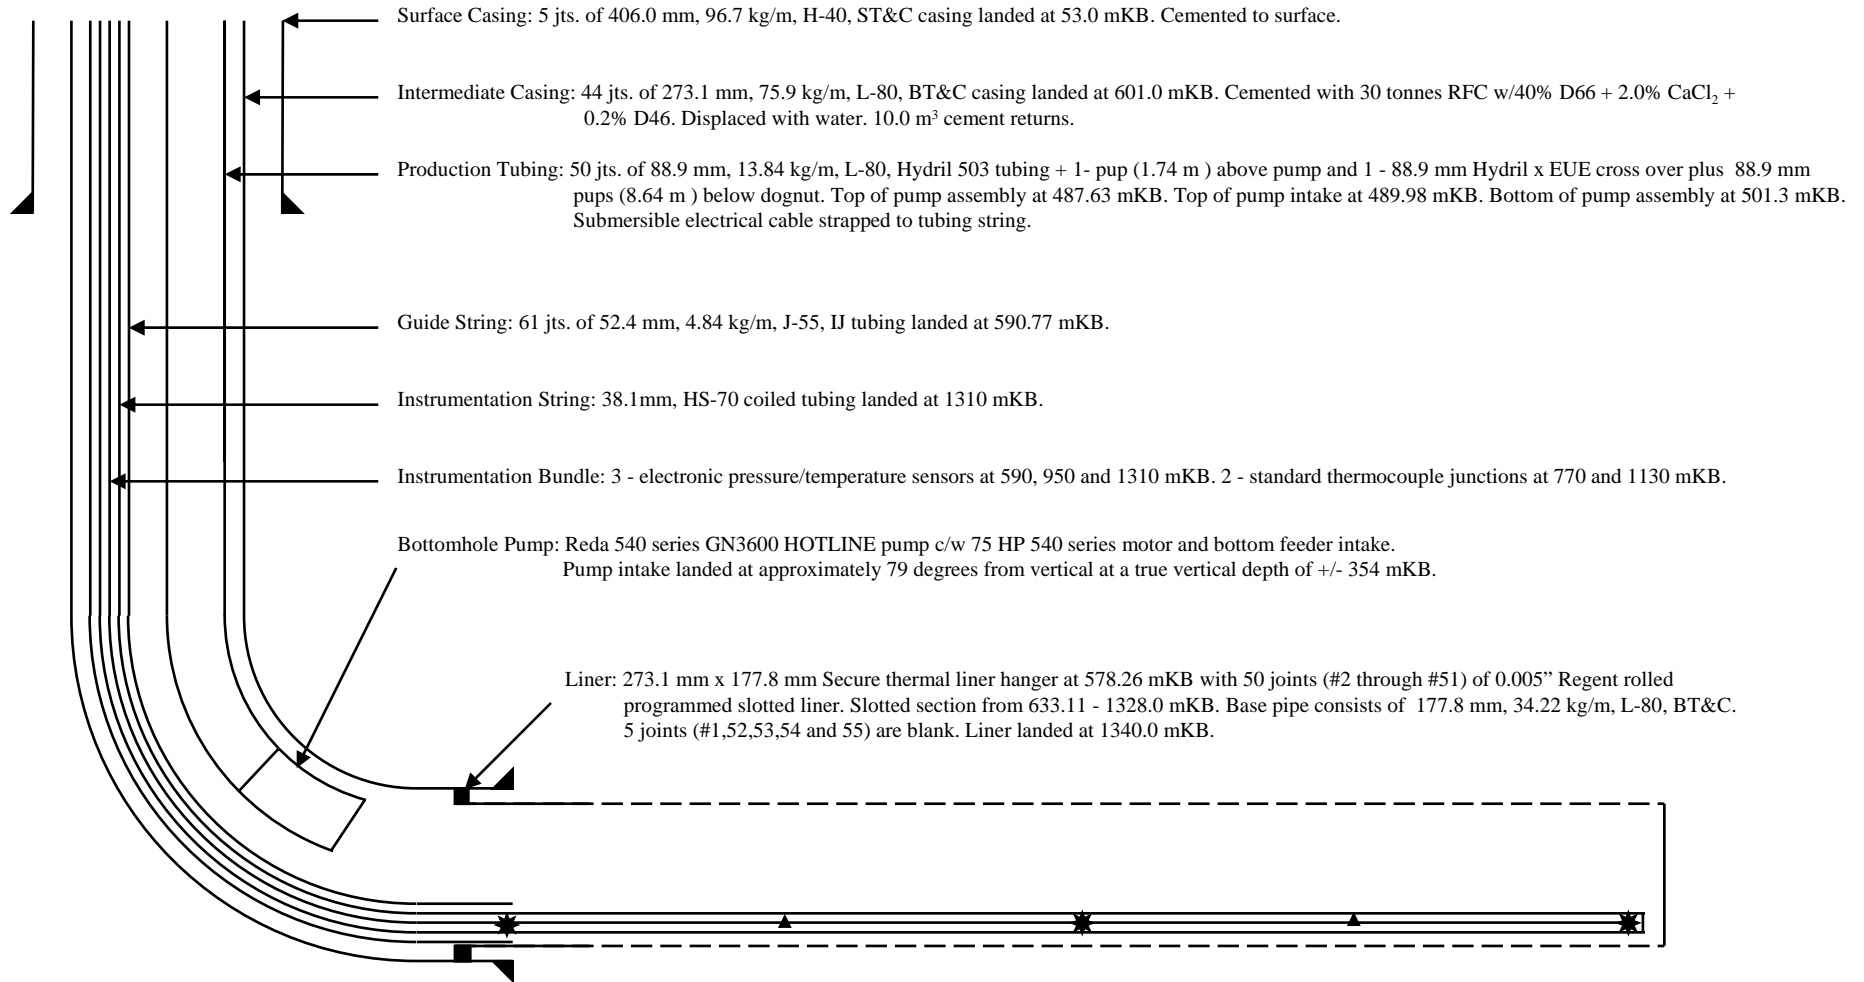 Surface Casing: 5 jts. of 406.0 mm, 96.7 kg/m, H-40, ST&C casing landed at 53.0 mKB. Cemented to surface.
Intermediate Casing: 44 jts. of 273.1 mm, 75.9 kg/m, L-80, BT&C casing landed at 601.0 mKB. Cemented with 30 tonnes RFC w/40% D66 + 2.0% CaCl₂ +
0.2% D46. Displaced with water. 10.0 m³ cement returns.
Production Tubing: 50 jts. of 88.9 mm, 13.84 kg/m, L-80, Hydril 503 tubing + 1- pup (1.74 m ) above pump and 1 - 88.9 mm Hydril x EUE cross over plus 88.9 mm
pups (8.64 m ) below dognut. Top of pump assembly at 487.63 mKB. Top of pump intake at 489.98 mKB. Bottom of pump assembly at 501.3 mKB.
Submersible electrical cable strapped to tubing string.
Guide String: 61 jts. of 52.4 mm, 4.84 kg/m, J-55, IJ tubing landed at 590.77 mKB.
Instrumentation String: 38.1mm, HS-70 coiled tubing landed at 1310 mKB.
Instrumentation Bundle: 3 - electronic pressure/temperature sensors at 590, 950 and 1310 mKB. 2 - standard thermocouple junctions at 770 and 1130 mKB.
Bottomhole Pump: Reda 540 series GN3600 HOTLINE pump c/w 75 HP 540 series motor and bottom feeder intake.
Pump intake landed at approximately 79 degrees from vertical at a true vertical depth of +/- 354 mKB.
Liner: 273.1 mm x 177.8 mm Secure thermal liner hanger at 578.26 mKB with 50 joints (#2 through #51) of 0.005” Regent rolled
programmed slotted liner. Slotted section from 633.11 - 1328.0 mKB. Base pipe consists of 177.8 mm, 34.22 kg/m, L-80, BT&C.
5 joints (#1,52,53,54 and 55) are blank. Liner landed at 1340.0 mKB.